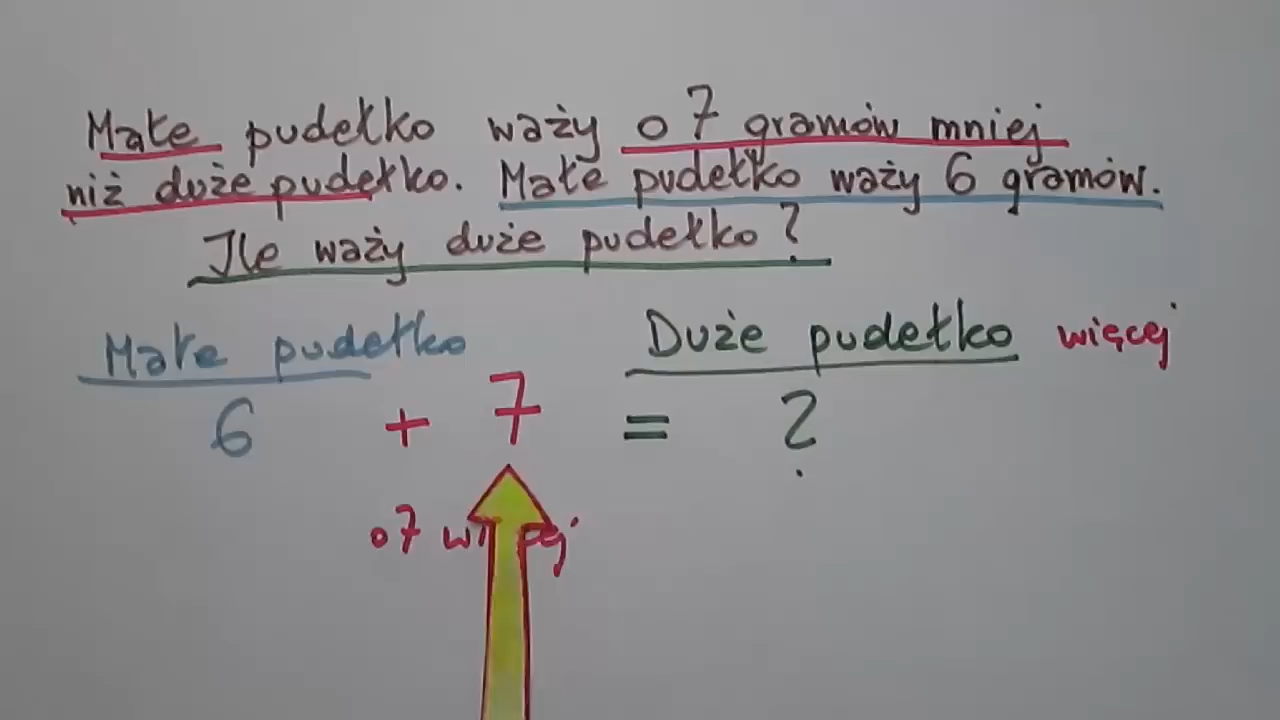 Małe pudełko waży o 7 gramów mniej
niż duże pudełko. Małe pudełko waży 6 gramów.
Ile waży duże pudełko?
Małe pudełko Duże pudełko więcej
6 + 7 = ?
o 7